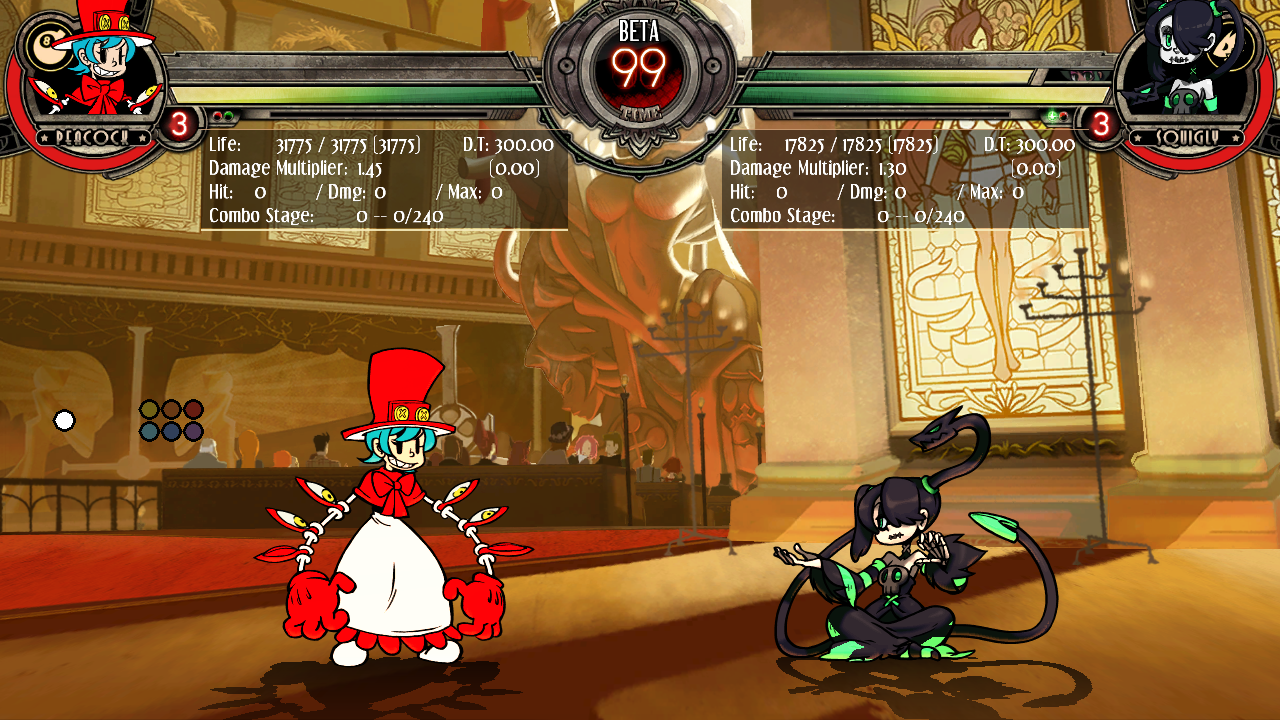 BETA
99
TIME
8
PEACOCK
3
3
SQUIGLY
Life: 31775 / 31775 (31775) D.T: 300.00
Damage Multiplier: 1.45 (0.00)
Hit: 0 / Dmg: 0 / Max: 0
Combo Stage: 0 -- 0/240
Life: 17825 / 17825 (17825) D.T: 300.00
Damage Multiplier: 1.30 (0.00)
Hit: 0 / Dmg: 0 / Max: 0
Combo Stage: 0 -- 0/240